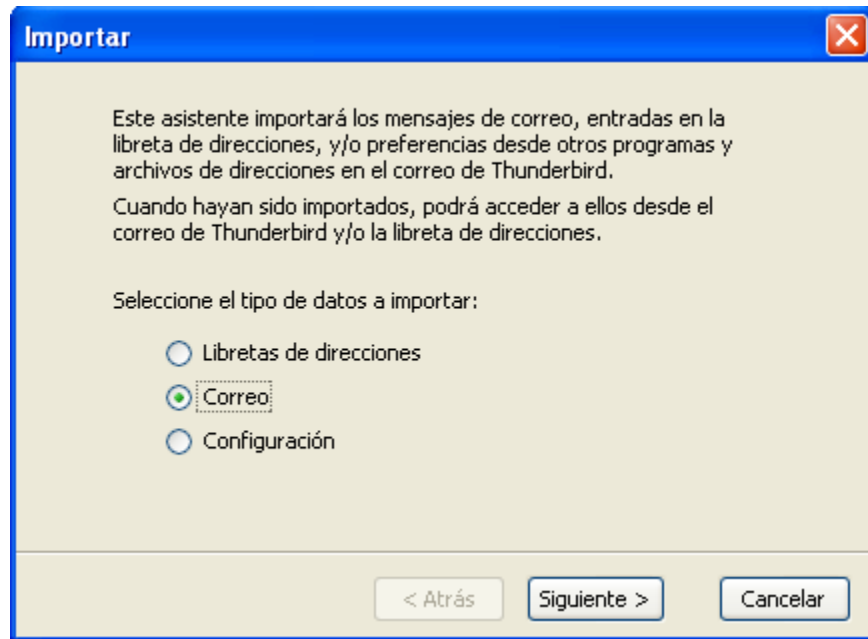 Importar
Este asistente importará los mensajes de correo, entradas en la
libreta de direcciones, y/o preferencias desde otros programas y
archivos de direcciones en el correo de Thunderbird.
Cuando hayan sido importados, podrá acceder a ellos desde el
correo de Thunderbird y/o la libreta de direcciones.
Seleccione el tipo de datos a importar:
Libretas de direcciones
Correo
Configuración
< Atrás Siguiente > Cancelar